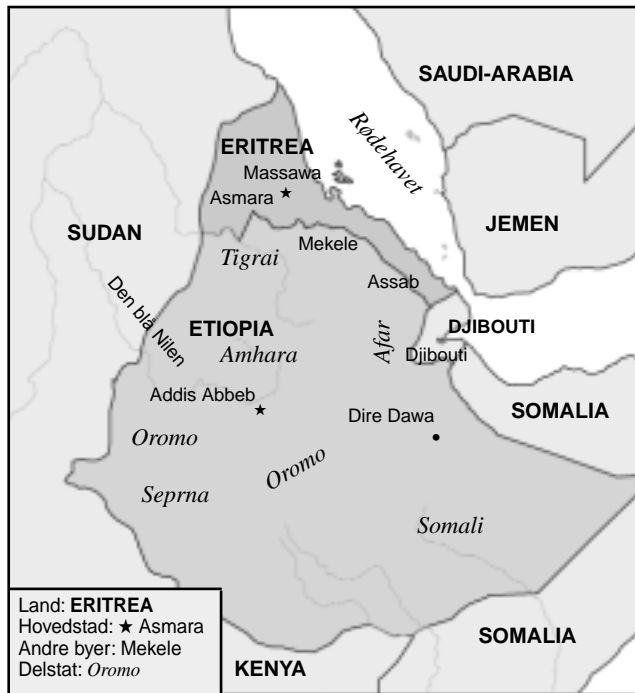 SAUDI-ARABIA
Rødehavet
ERITREA
Massawa
Asmara
JEMEN
SUDAN
Mekele
Tigrai
Assab
Den blå Nilen
ETIOPIA
Afar
DJIBOUTI
Amhara
Djibouti
Addis Abbeb
SOMALIA
Dire Dawa
Oromo
Oromo
Seprna
Somali
Land: ERITREA
Hovedstad: ★ Asmara
Andre byer: Mekele
Delstat: Oromo
SOMALIA
KENYA